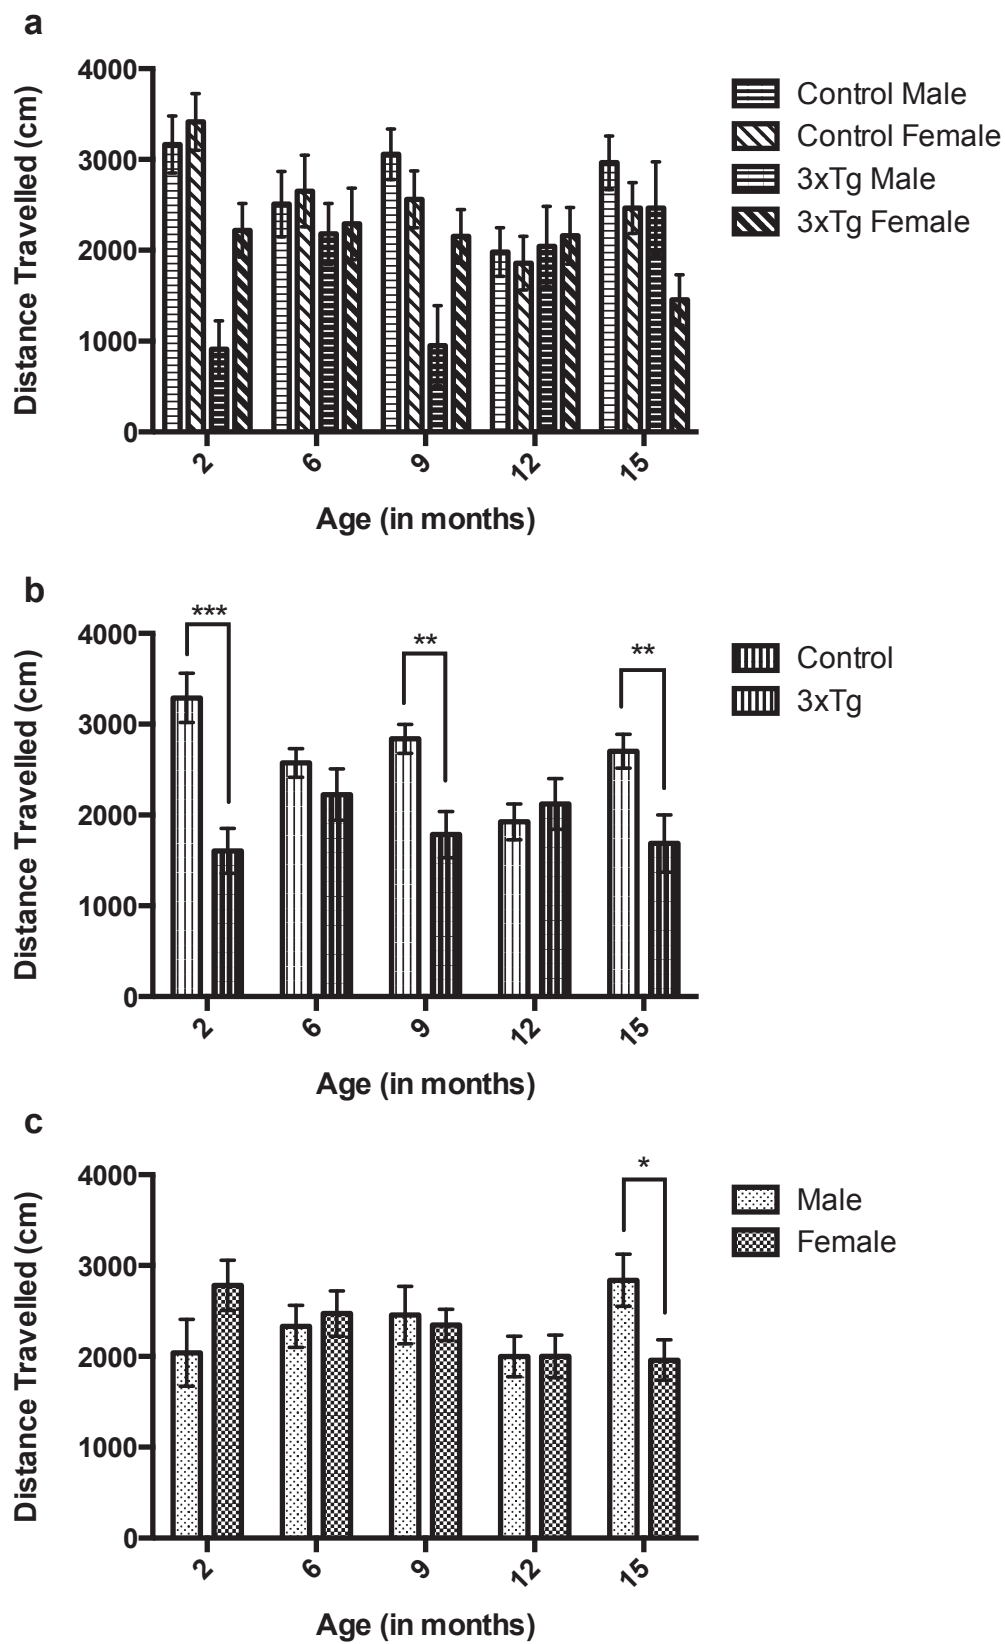 a
Distance Travelled (cm)
4000
3000
2000
1000
0
2 6 9 12 15
Age (in months)
Control Male
Control Female
3xTg Male
3xTg Female
b
Distance Travelled (cm)
4000
3000
2000
1000
0
*** ** **
2 6 9 12 15
Age (in months)
Control
3xTg
c
Distance Travelled (cm)
4000
3000
2000
1000
0
*
2 6 9 12 15
Age (in months)
Male
Female